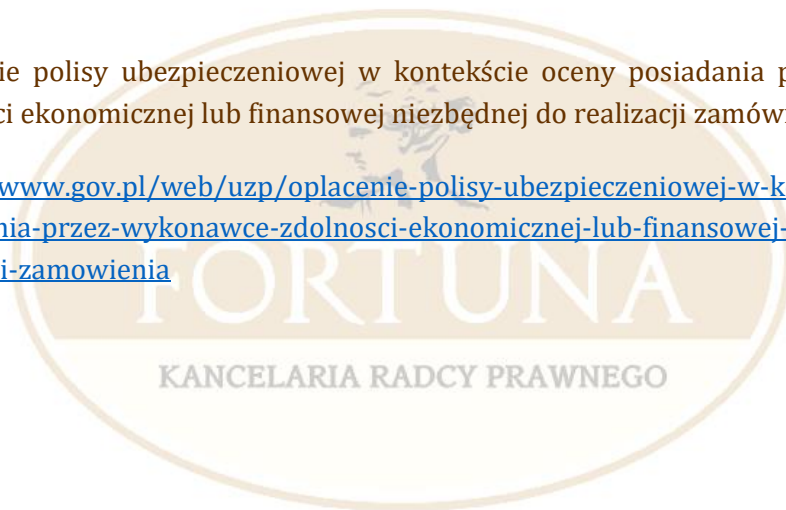 ie polisy ubezpieczeniowej w kontekście oceny posiadania p
ci ekonomicznej lub finansowej niezbędnej do realizacji zamówi
www.gov.pl/web/uzp/oplacenie-polisy-ubezpieczeniowej-w-k
nia-przez-wykonawce-zdolnosci-ekonomicznej-lub-finansowej-
i-zamowienia
FORTUNA
KANCELARIA RADCY PRAWNEGO